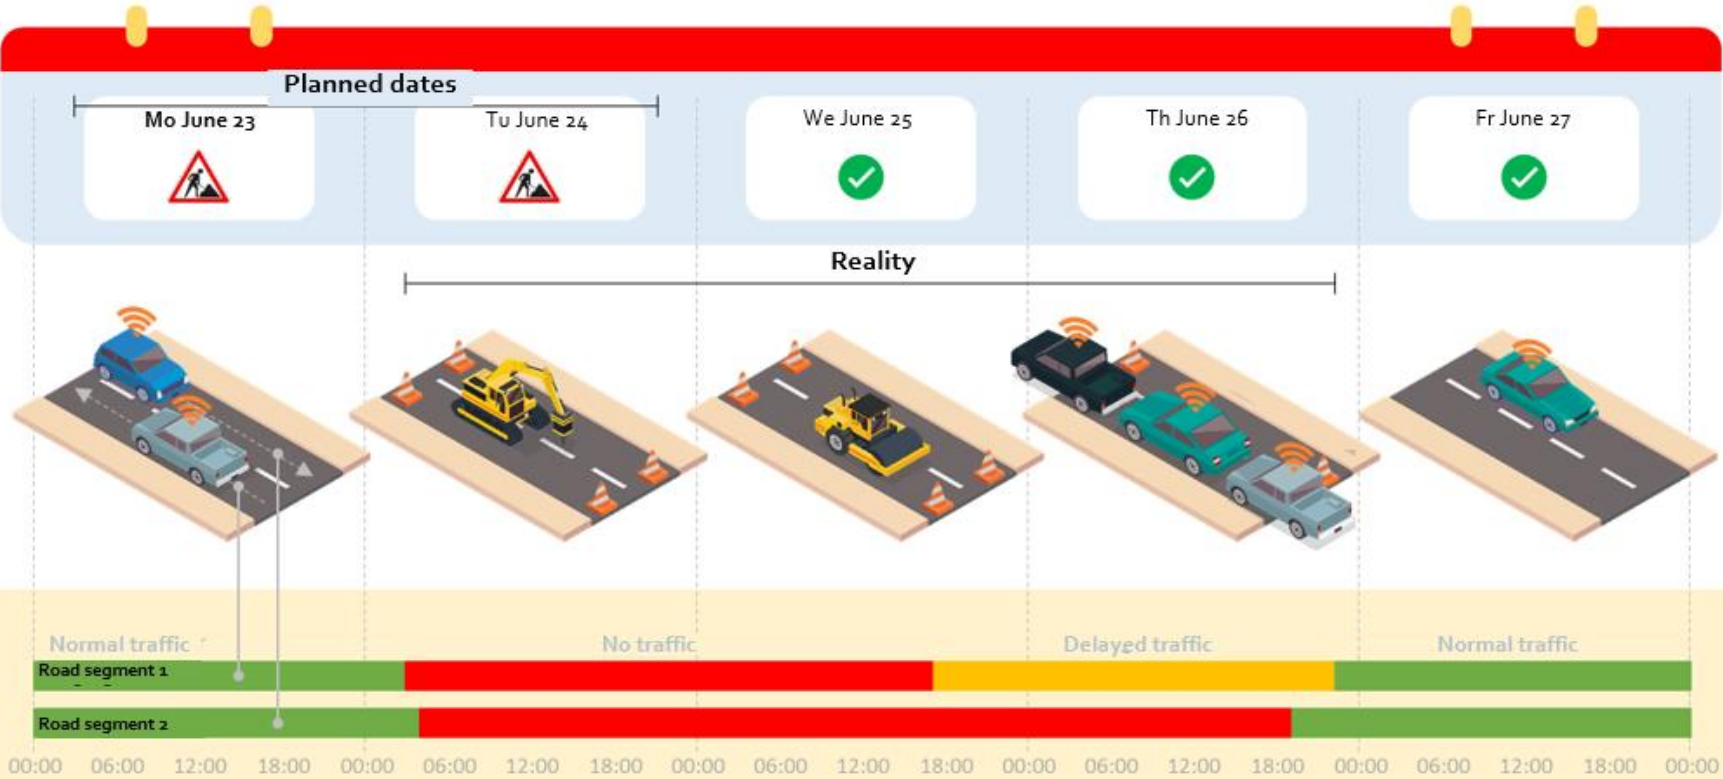 Planned dates
Mo June 23
Tu June 24
We June 25
Th June 26
Fr June 27
Reality
Normal traffic
No traffic
Delayed traffic
Normal traffic
Road segment 1
Road segment 2
00:00 06:00 12:00 18:00 00:00 06:00 12:00 18:00 00:00 06:00 12:00 18:00 00:00 06:00 12:00 18:00 00:00 06:00 12:00 18:00 00:00